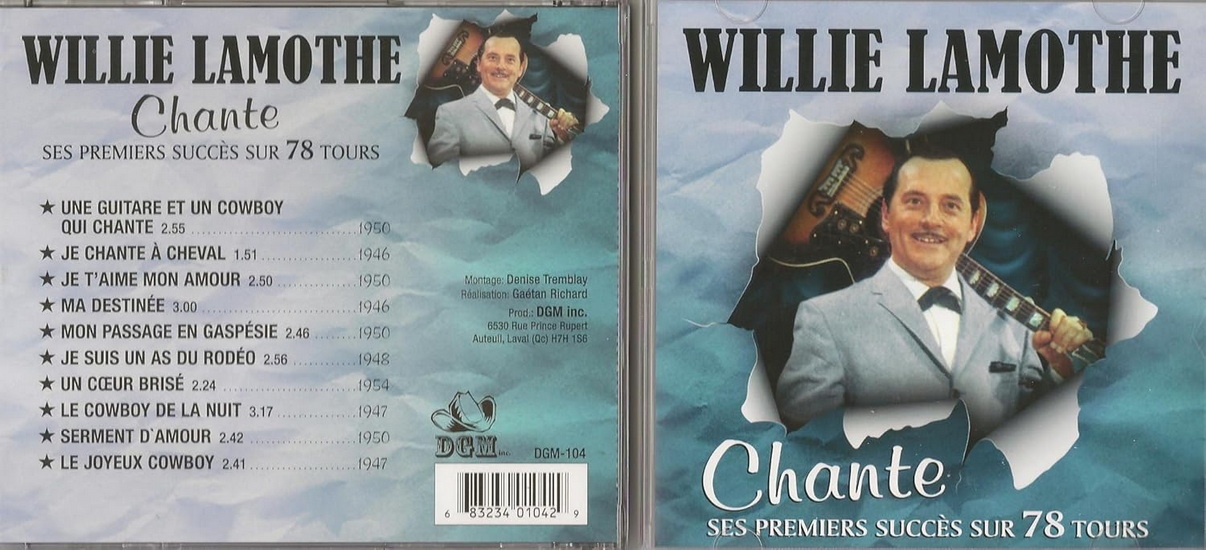 WILLIE LAMOTHE
Chante
SES PREMIERS SUCCÈS SUR 78 TOURS
★ UNE GUITARE ET UN COWBOY
QUI CHANTE 2.55 ........................................1950
★ JE CHANTE À CHEVAL 1.51 ........................1946
★ JE T'AIME MON AMOUR 2.50 ....................1950
★ MA DESTINÉE 3.00 ....................................1946
★ MON PASSAGE EN GASPÉSIE 2.46 ..........1950
★ JE SUIS UN AS DU RODÉO 2.56 ..............1948
★ UN CŒUR BRISÉ 2.24 ................................1954
★ LE COWBOY DE LA NUIT 3.17 ..................1947
★ SERMENT D`AMOUR 2.42 ........................1950
★ LE JOYEUX COWBOY 2.41 ........................1947
Montage: Denise Tremblay
Réalisation: Gaétan Richard
Prod.: DGM inc.
6530 Rue Prince Rupert
Auteuil, Laval (Qc) H7H 1S6
DGM inc.
DGM-104
6 83234 01042 9
WILLIE LAMOTHE
Chante
SES PREMIERS SUCCÈS SUR 78 TOURS